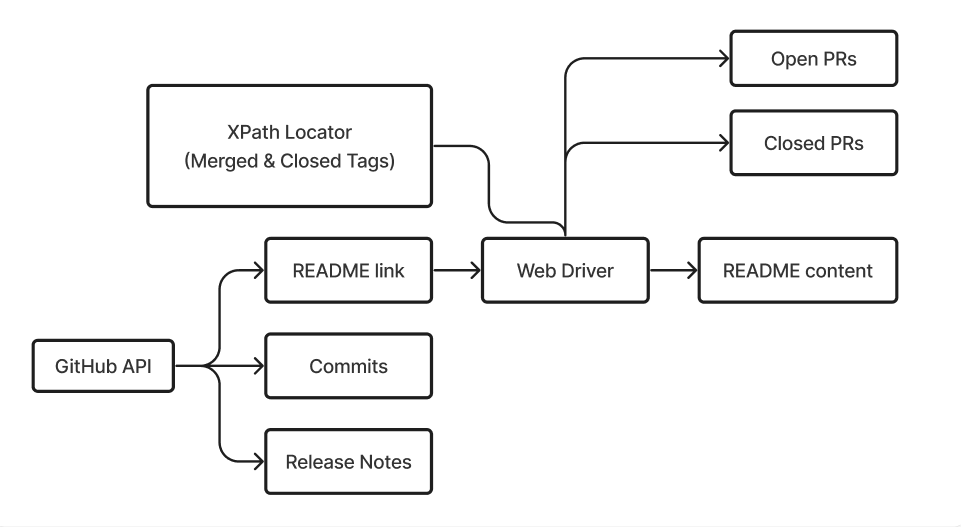 Open PRs
XPath Locator
(Merged & Closed Tags)
Closed PRs
README link
Web Driver
README content
GitHub API
Commits
Release Notes